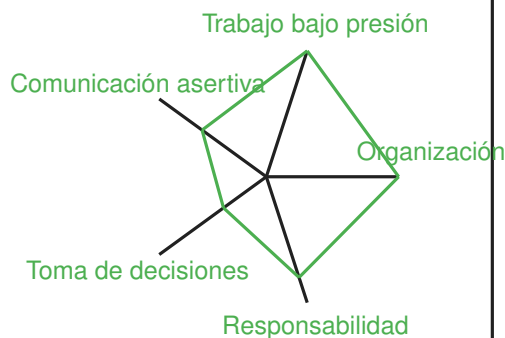 Trabajo bajo presión
Comunicación asertiva
Organización
Toma de decisiones
Responsabilidad